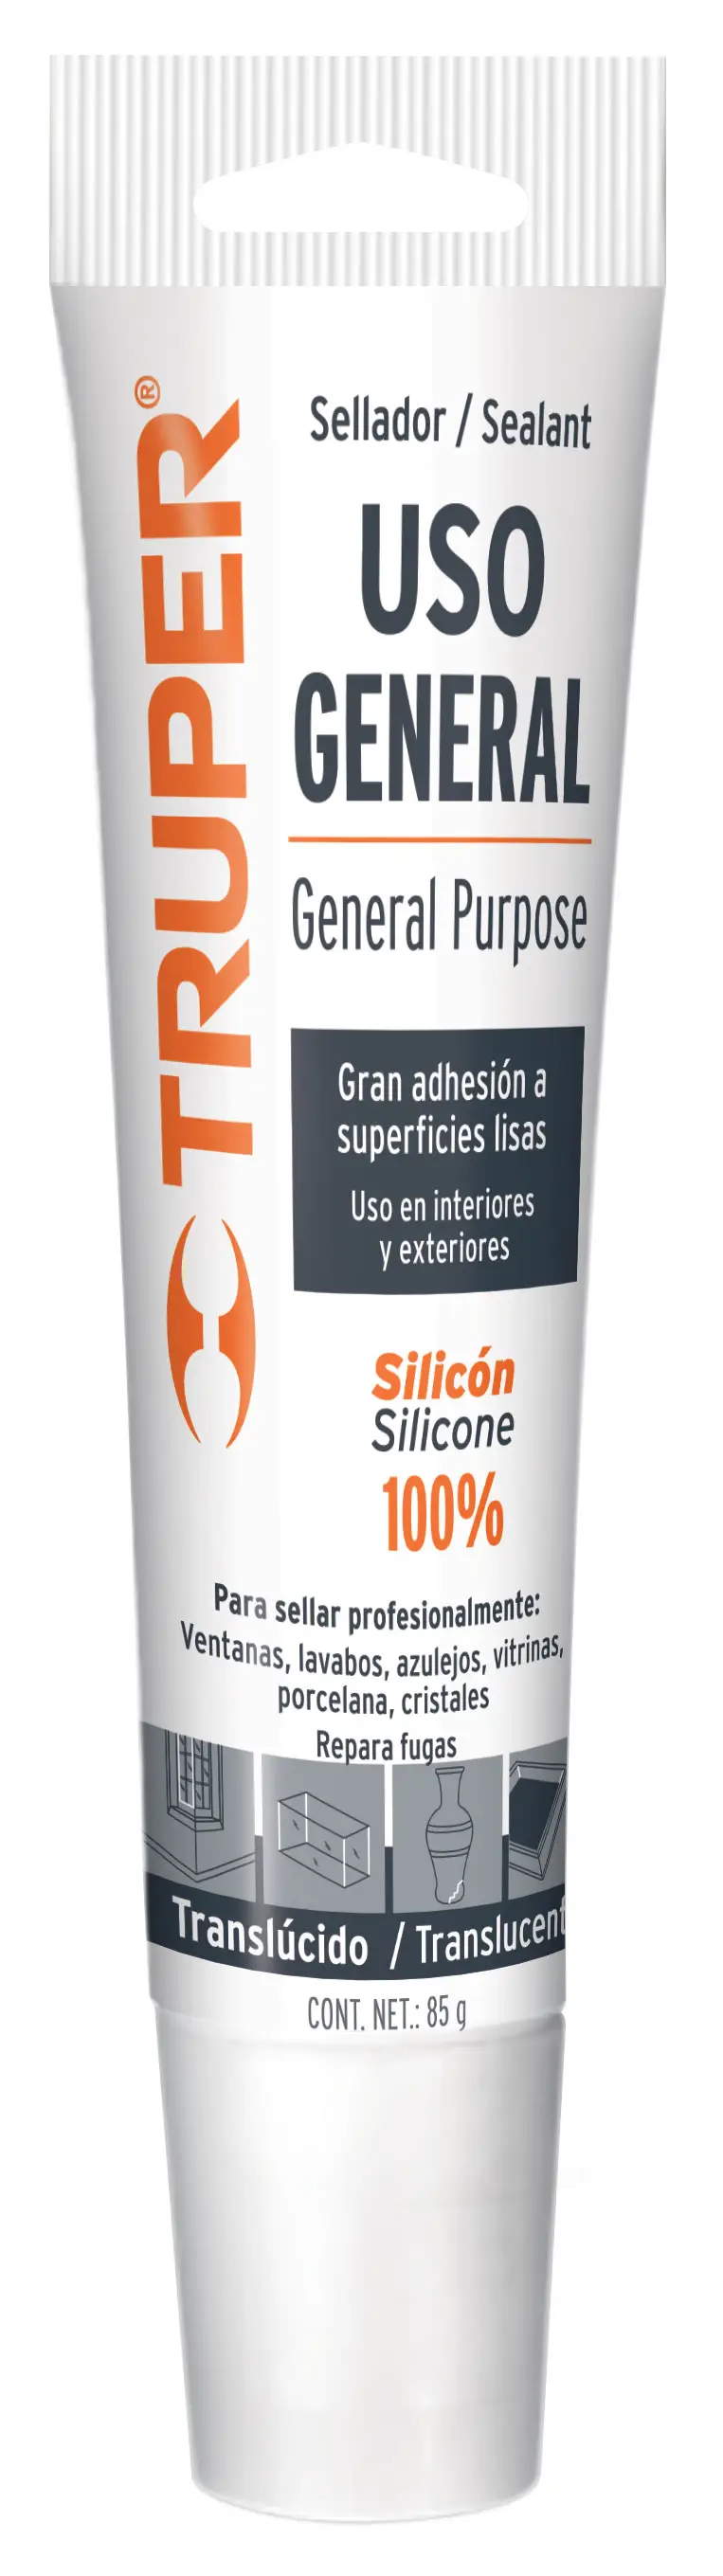 TRUPER®
Sellador / Sealant
USO
GENERAL
General Purpose
Gran adhesión a
superficies lisas
Uso en interiores
y exteriores
Silicón
Silicone
100%
Para sellar profesionalmente:
Ventanas, lavabos, azulejos, vitrinas,
porcelana, cristales
Repara fugas
Translúcido / Translucent
CONT. NET.: 85 g